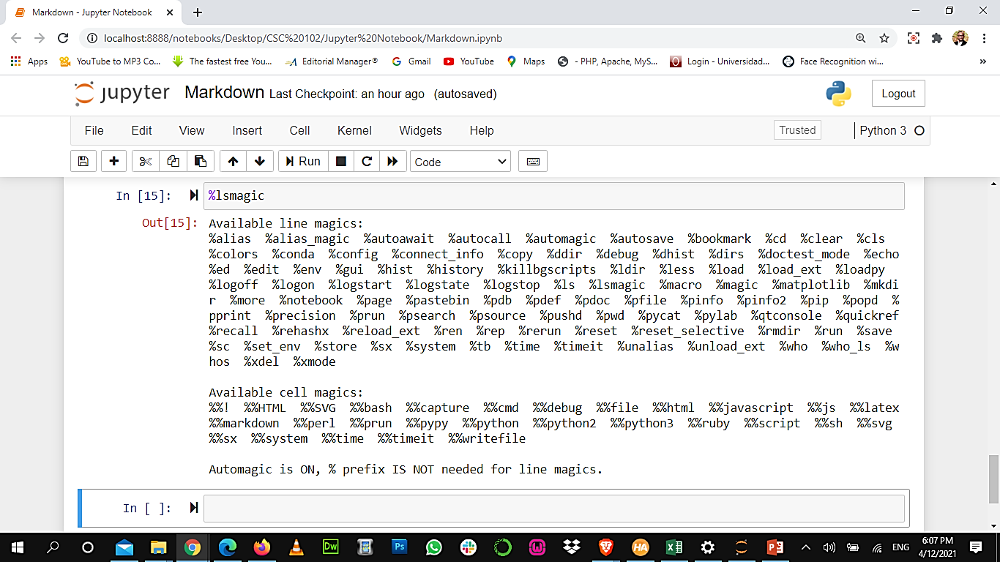 Markdown - Jupyter Notebook
localhost:8888/notebooks/Desktop/CSC%20102/Jupyter%20Notebook/Markdown.ipynb
Apps YouTube to MP3 Co... The fastest free You... Editorial Manager® Gmail YouTube Maps - PHP, Apache, MyS... Login - Universidad... Face Recognition wi... »
jupyter Markdown Last Checkpoint: an hour ago (autosaved) Logout
File Edit View Insert Cell Kernel Widgets Help Trusted Python 3
Run Code
In [15]: %lsmagic
Out[15]: Available line magics:
%alias %alias_magic %autoawait %autocall %automagic %autosave %bookmark %cd %clear %cls
%colors %conda %config %connect_info %copy %ddir %debug %dhist %dirs %doctest_mode %echo
%ed %edit %env %gui %hist %history %killbgscripts %ldir %less %load %load_ext %loadpy
%logoff %logon %logstart %logstate %logstop %ls %lsmagic %macro %magic %matplotlib %mkdi
r %more %notebook %page %pastebin %pdb %pdef %pdoc %pfile %pinfo %pinfo2 %pip %popd %
pprint %precision %prun %psearch %psource %pushd %pwd %pycat %pylab %qtconsole %quickref
%recall %rehashx %reload_ext %ren %rep %rerun %reset %reset_selective %rmdir %run %save
%sc %set_env %store %sx %system %tb %time %timeit %unalias %unload_ext %who %who_ls %w
hos %xdel %xmode
Available cell magics:
%%! %%HTML %%SVG %%bash %%capture %%cmd %%debug %%file %%html %%javascript %%js %%latex
%%markdown %%perl %%prun %%pypy %%python %%python2 %%python3 %%ruby %%script %%sh %%svg
%%sx %%system %%time %%timeit %%writefile
Automagic is ON, % prefix IS NOT needed for line magics.
In [ ]:
Dw Ps HA ENG 6:07 PM
4/12/2021